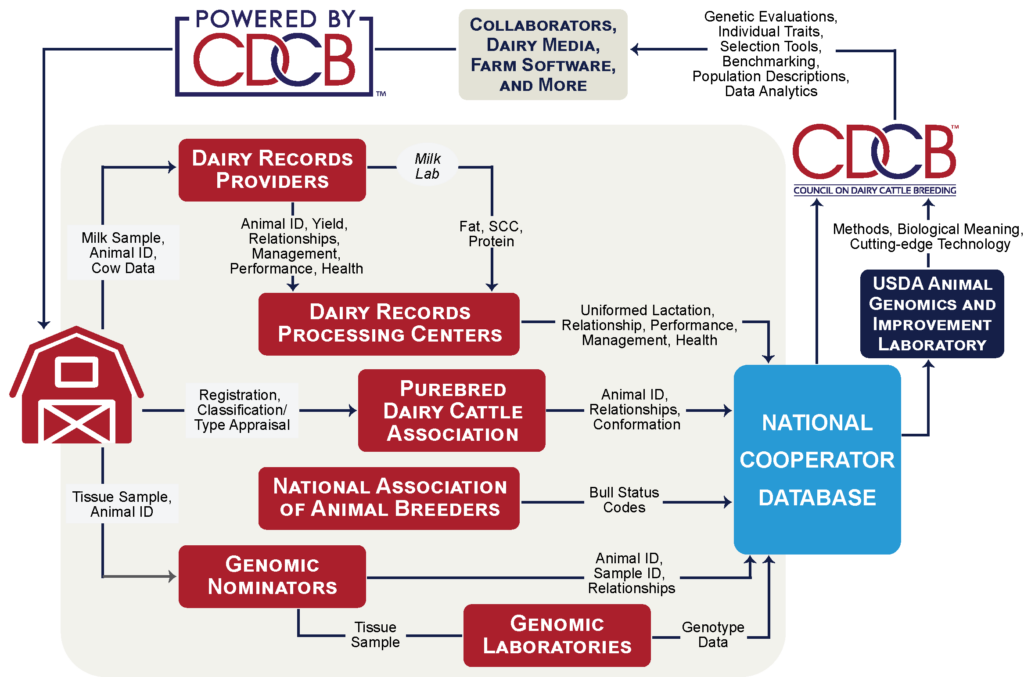 POWERED BY
CDCB
™
COLLABORATORS,
DAIRY MEDIA,
FARM SOFTWARE,
AND MORE
Genetic Evaluations,
Individual Traits,
Selection Tools,
Benchmarking,
Population Descriptions,
Data Analytics
CDCB™
COUNCIL ON DAIRY CATTLE BREEDING
DAIRY RECORDS
PROVIDERS
Milk
Lab
Milk Sample,
Animal ID,
Cow Data
Animal ID, Yield,
Relationships,
Management,
Performance, Health
Fat, SCC,
Protein
Methods, Biological Meaning,
Cutting-edge Technology
USDA ANIMAL
GENOMICS AND
IMPROVEMENT
LABORATORY
DAIRY RECORDS
PROCESSING CENTERS
Uniformed Lactation,
Relationship, Performance,
Management, Health
Registration,
Classification/
Type Appraisal
PUREBRED
DAIRY CATTLE
ASSOCIATION
Animal ID,
Relationships,
Conformation
NATIONAL
COOPERATOR
DATABASE
Tissue Sample,
Animal ID
NATIONAL ASSOCIATION
OF ANIMAL BREEDERS
Bull Status
Codes
GENOMIC
NOMINATORS
Animal ID,
Sample ID,
Relationships
Tissue
Sample
GENOMIC
LABORATORIES
Genotype
Data